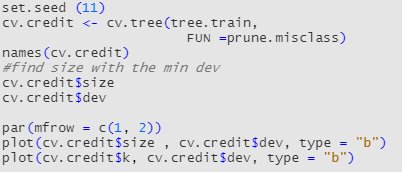 set.seed (11)
cv.credit <- cv.tree(tree.train,
FUN =prune.misclass)
names(cv.credit)
#find size with the min dev
cv.credit$size
cv.credit$dev
par(mfrow = c(1, 2))
plot(cv.credit$size , cv.credit$dev, type = "b")
plot(cv.credit$k, cv.credit$dev, type = "b")